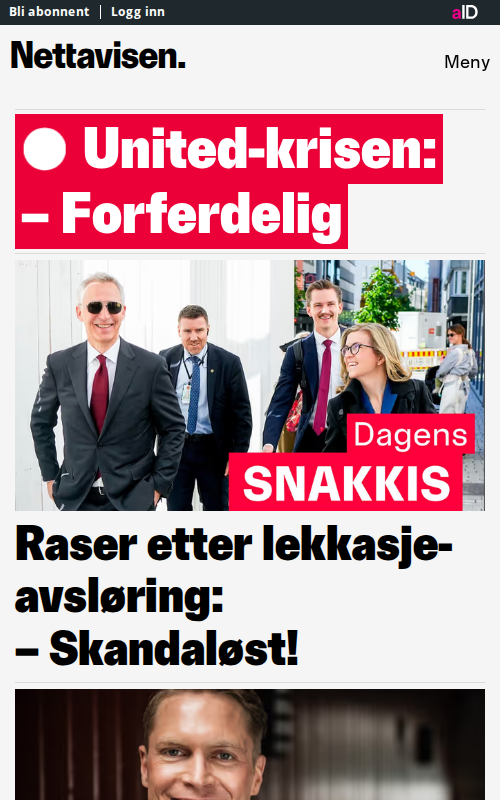 Bli abonnent | Logg inn
aID
Nettavisen.
Meny
United-krisen:
– Forferdelig
Dagens
SNAKKIS
Raser etter lekkasje-
avsløring:
– Skandaløst!